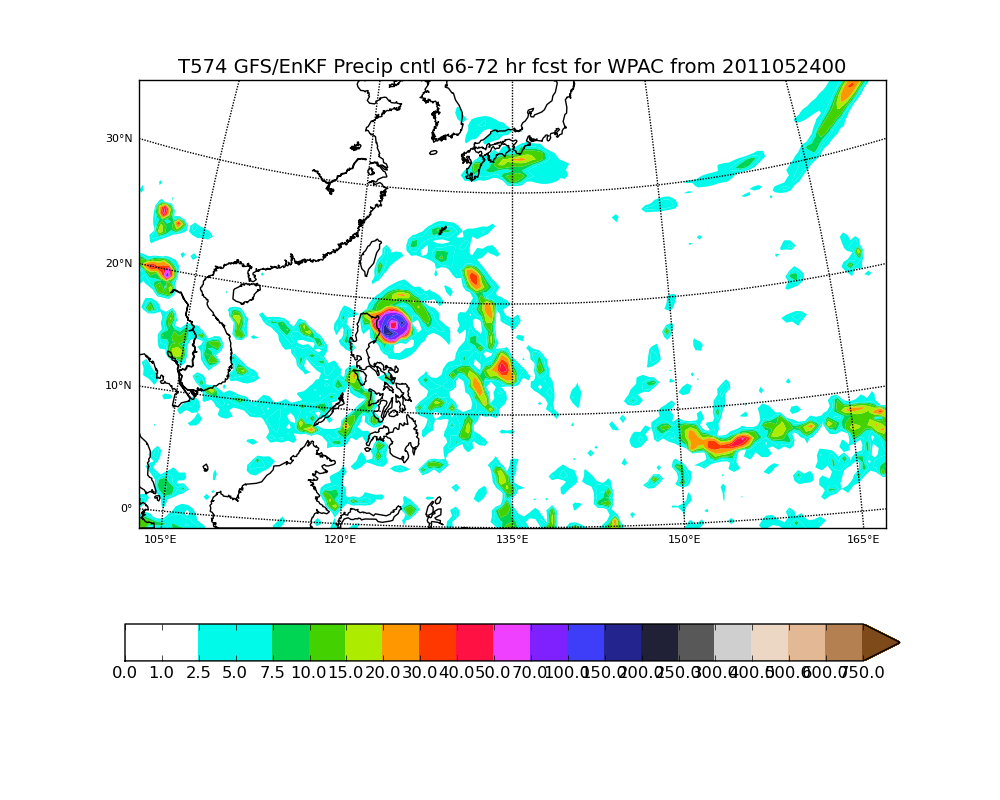 T574 GFS/EnKF Precip cntl 66-72 hr fcst for WPAC from 2011052400
30°N
20°N
10°N
0°
105°E 120°E 135°E 150°E 165°E
0.0 1.0 2.5 5.0 7.5 10.0 15.0 20.0 30.0 40.0 50.0 70.0 100.0 150.0 200.0 250.0 300.0 400.0 500.0 600.0 750.0